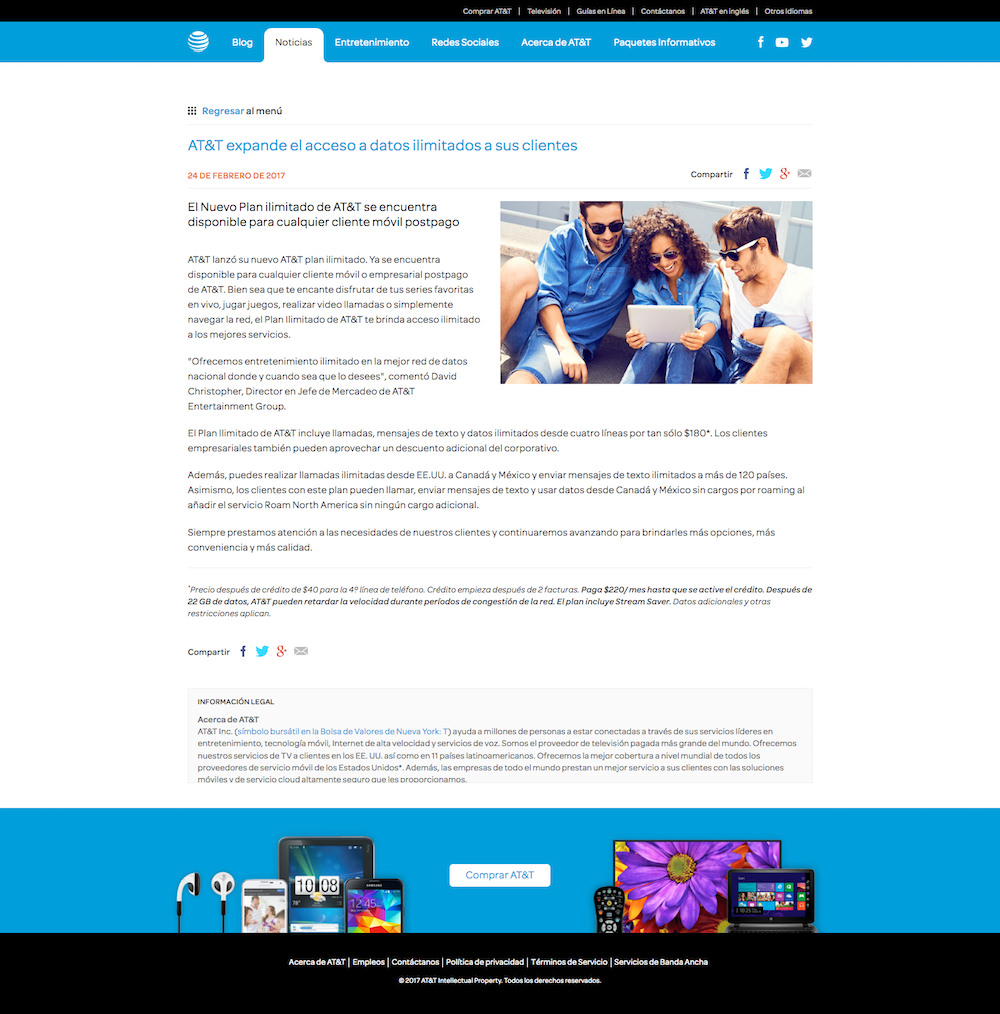 Comprar AT&T | Televisión | Guías en Línea | Contáctanos | AT&T en inglés | Otros Idiomas
Blog Noticias Entretenimiento Redes Sociales Acerca de AT&T Paquetes Informativos
Regresar al menú
AT&T expande el acceso a datos ilimitados a sus clientes
24 DE FEBRERO DE 2017
Compartir
El Nuevo Plan ilimitado de AT&T se encuentra
disponible para cualquier cliente móvil postpago
AT&T lanzó su nuevo AT&T plan ilimitado. Ya se encuentra
disponible para cualquier cliente móvil o empresarial postpago
de AT&T. Bien sea que te encante disfrutar de tus series favoritas
en vivo, jugar juegos, realizar video llamadas o simplemente
navegar la red, el Plan Ilimitado de AT&T te brinda acceso ilimitado
a los mejores servicios.
"Ofrecemos entretenimiento ilimitado en la mejor red de datos
nacional donde y cuando sea que lo desees", comentó David
Christopher, Director en Jefe de Mercadeo de AT&T
Entertainment Group.
El Plan Ilimitado de AT&T incluye llamadas, mensajes de texto y datos ilimitados desde cuatro líneas por tan sólo $180*. Los clientes
empresariales también pueden aprovechar un descuento adicional del corporativo.
Además, puedes realizar llamadas ilimitadas desde EE.UU. a Canadá y México y enviar mensajes de texto ilimitados a más de 120 países.
Asimismo, los clientes con este plan pueden llamar, enviar mensajes de texto y usar datos desde Canadá y México sin cargos por roaming al
añadir el servicio Roam North America sin ningún cargo adicional.
Siempre prestamos atención a las necesidades de nuestros clientes y continuaremos avanzando para brindarles más opciones, más
conveniencia y más calidad.
*Precio después de crédito de $40 para la 4º línea de teléfono. Crédito empieza después de 2 facturas. Paga $220/ mes hasta que se active el crédito. Después de
22 GB de datos, AT&T pueden retardar la velocidad durante períodos de congestión de la red. El plan incluye Stream Saver. Datos adicionales y otras
restricciones aplican.
Compartir
INFORMACIÓN LEGAL
Acerca de AT&T
AT&T Inc. (símbolo bursátil en la Bolsa de Valores de Nueva York: T) ayuda a millones de personas a estar conectadas a través de sus servicios líderes en
entretenimiento, tecnología móvil, Internet de alta velocidad y servicios de voz. Somos el proveedor de televisión pagada más grande del mundo. Ofrecemos
nuestros servicios de TV a clientes en los EE. UU. así como en 11 países latinoamericanos. Ofrecemos la mejor cobertura a nivel mundial de todos los
proveedores de servicio móvil de los Estados Unidos*. Además, las empresas de todo el mundo prestan un mejor servicio a sus clientes con las soluciones
móviles y de servicio cloud altamente seguro que les proporcionamos.
10 08
SAMSUNG
Comprar AT&T
10:25
Acerca de AT&T | Empleos | Contáctanos | Política de privacidad | Términos de Servicio | Servicios de Banda Ancha
© 2017 AT&T Intellectual Property. Todos los derechos reservados.